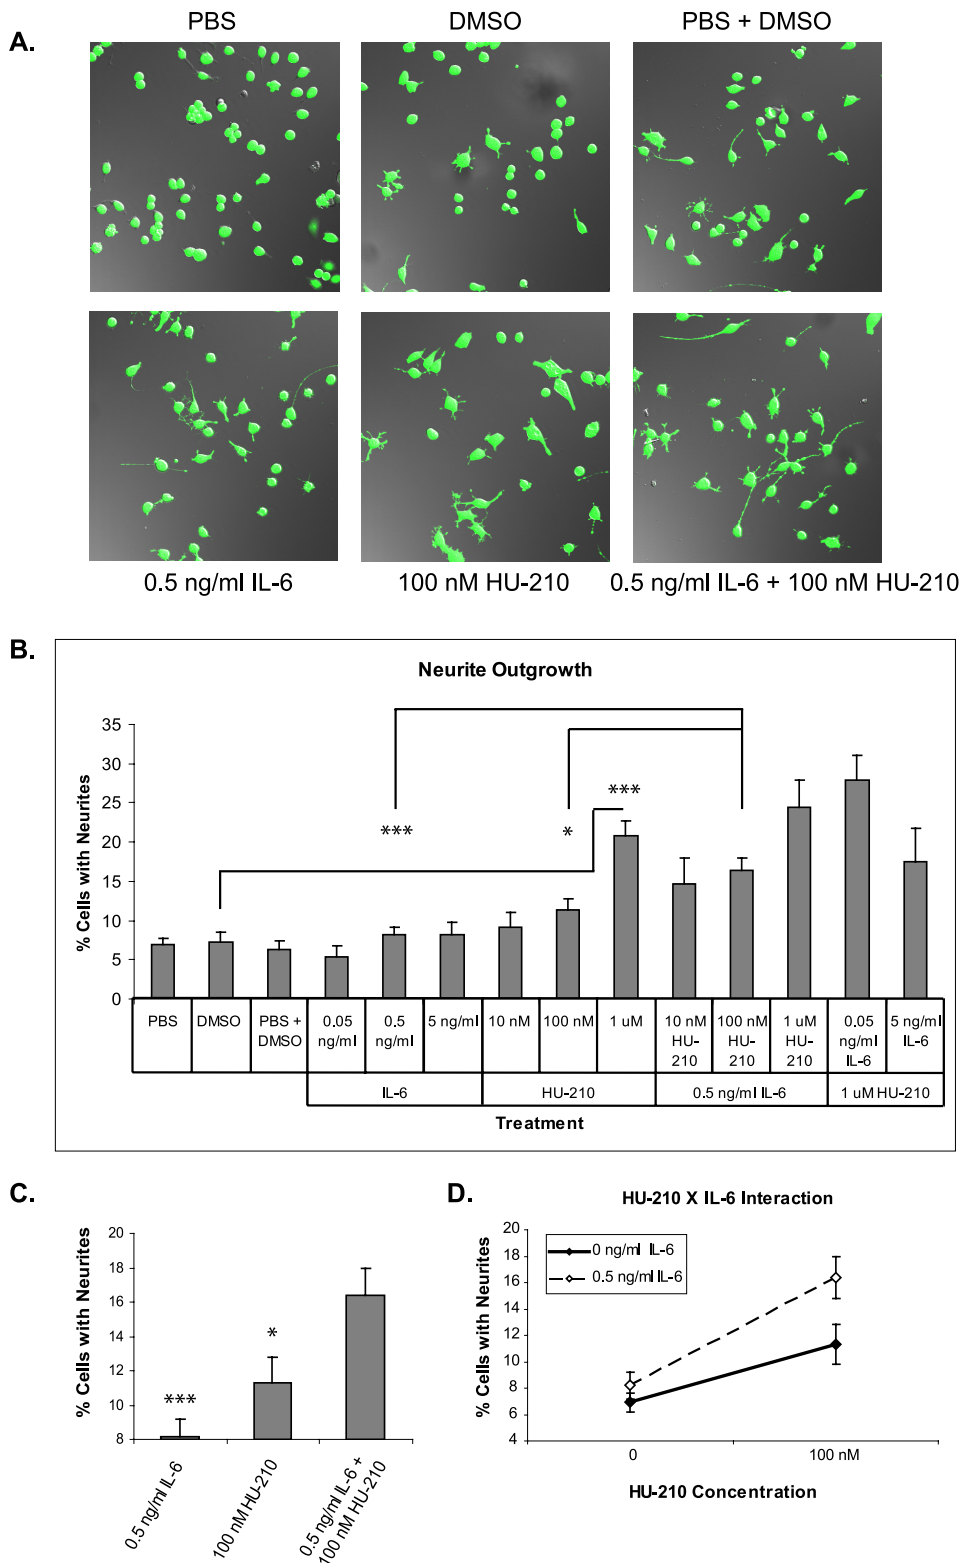 A.
PBS
DMSO
PBS + DMSO
0.5 ng/ml IL-6
100 nM HU-210
0.5 ng/ml IL-6 + 100 nM HU-210
B.
Neurite Outgrowth
% Cells with Neurites
35
30
25
20
15
10
5
0
***
*
***
PBS
DMSO
PBS +
DMSO
0.05
ng/ml
0.5
ng/ml
5 ng/ml
10 nM
100 nM
1 uM
10 nM
HU-
210
100 nM
HU-
210
1 uM
HU-
210
0.05
ng/ml
IL-6
5 ng/ml
IL-6
IL-6
HU-210
0.5 ng/ml IL-6
1 uM HU-210
Treatment
C.
% Cells with Neurites
20
18
16
14
12
10
8
***
*
0.5 ng/ml IL-6
100 nM HU-210
0.5 ng/ml IL-6 +
100 nM HU-210
D.
HU-210 X IL-6 Interaction
% Cells with Neurites
20
18
16
14
12
10
8
6
4
0 ng/ml IL-6
0.5 ng/ml IL-6
0
100 nM
HU-210 Concentration